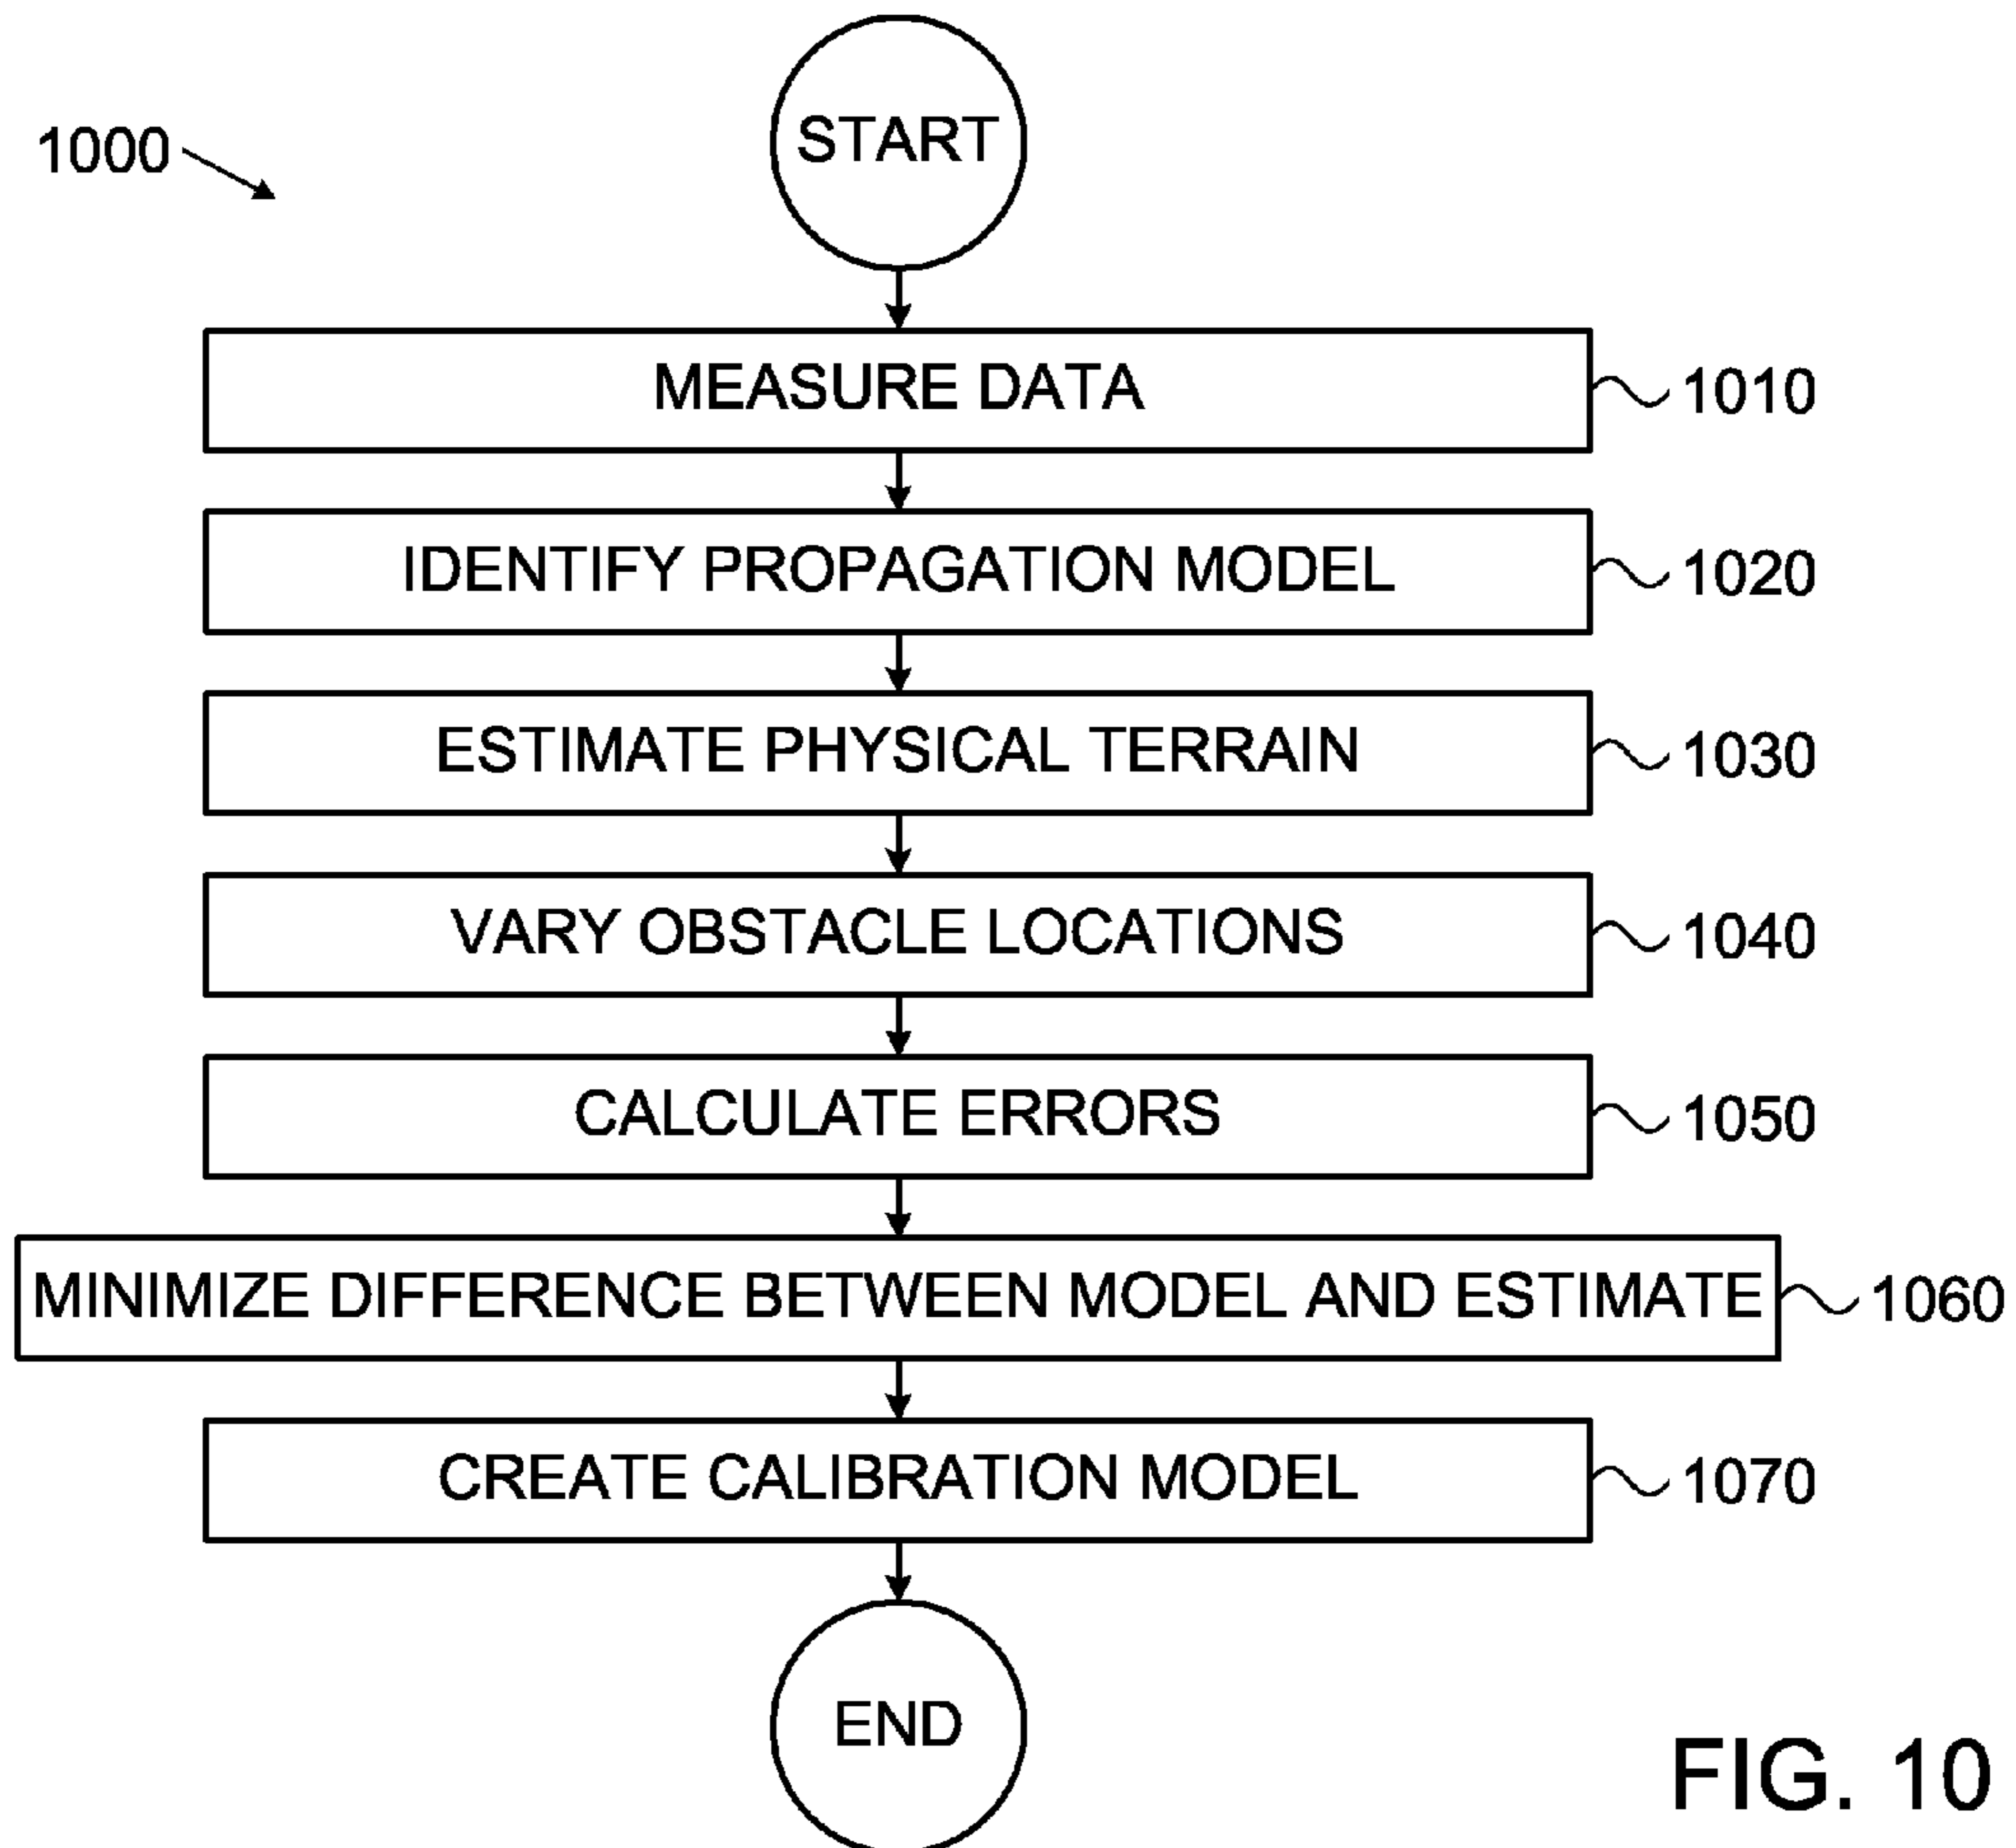 START
1000
MEASURE DATA
1010
IDENTIFY PROPAGATION MODEL
1020
ESTIMATE PHYSICAL TERRAIN
1030
VARY OBSTACLE LOCATIONS
1040
CALCULATE ERRORS
1050
MINIMIZE DIFFERENCE BETWEEN MODEL AND ESTIMATE
1060
CREATE CALIBRATION MODEL
1070
END
FIG. 10